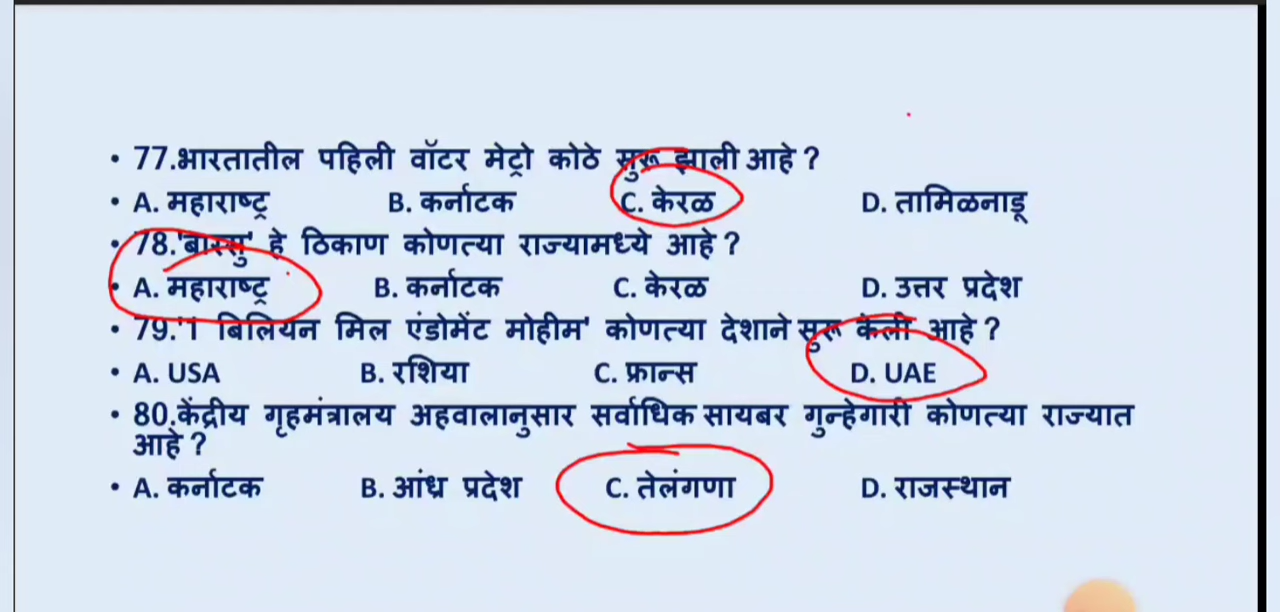 • 77.भारतातील पहिली वॉटर मेट्रो कोठे सुरू झाली आहे ?
• A. महाराष्ट्र B. कर्नाटक C. केरळ D. तामिळनाडू
• 78.'बारसु' हे ठिकाण कोणत्या राज्यामध्ये आहे ?
• A. महाराष्ट्र B. कर्नाटक C. केरळ D. उत्तर प्रदेश
• 79.'1 बिलियन मिल एंडोमेंट मोहीम' कोणत्या देशाने सुरू केली आहे ?
• A. USA B. रशिया C. फ्रान्स D. UAE
• 80.केंद्रीय गृहमंत्रालय अहवालानुसार सर्वाधिक सायबर गुन्हेगारी कोणत्या राज्यात
आहे ?
• A. कर्नाटक B. आंध्र प्रदेश C. तेलंगणा D. राजस्थान